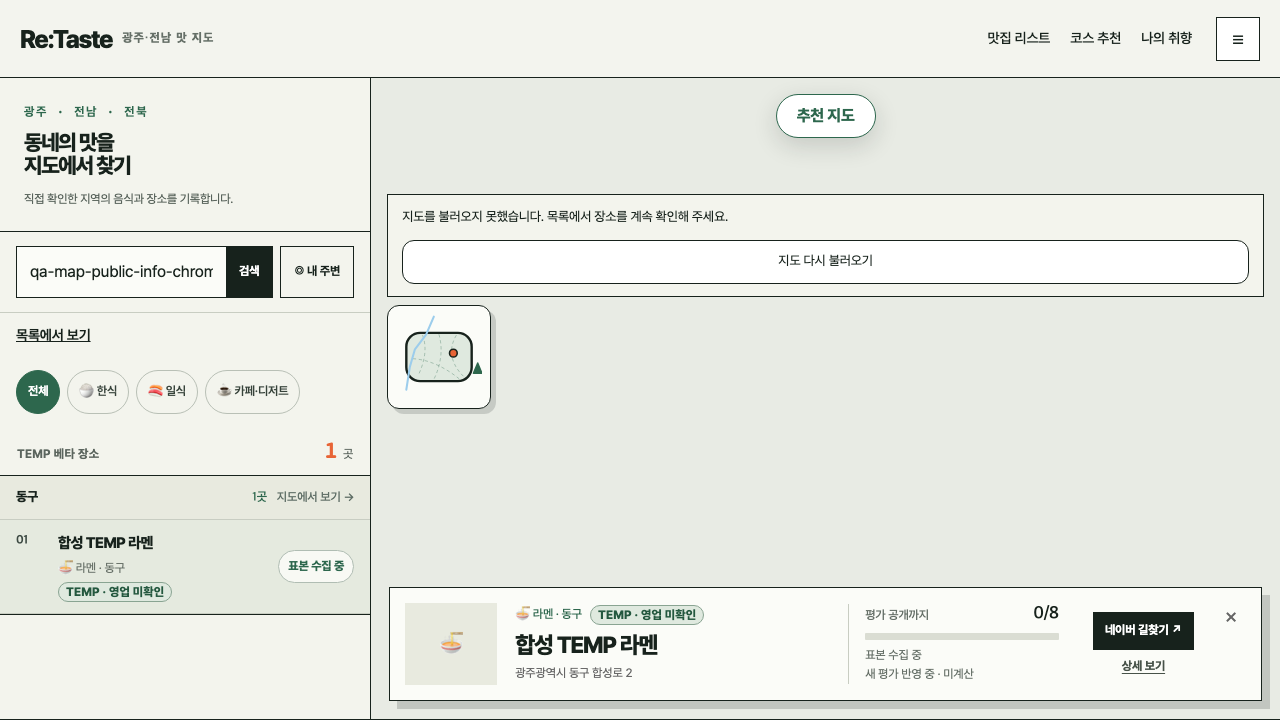 Re:Taste 광주·전남 맛 지도
맛집 리스트 코스 추천 나의 취향 ≡
광주 · 전남 · 전북
동네의 맛을
지도에서 찾기
직접 확인한 지역의 음식과 장소를 기록합니다.
qa-map-public-info-chrom 검색 ◎ 내 주변
목록에서 보기
전체 한식 일식 카페·디저트
TEMP 베타 장소 1 곳
동구 1곳 지도에서 보기 →
01 합성 TEMP 라멘
라멘 · 동구
표본 수집 중
TEMP · 영업 미확인
추천 지도
지도를 불러오지 못했습니다. 목록에서 장소를 계속 확인해 주세요.
지도 다시 불러오기
라멘 · 동구 TEMP · 영업 미확인
합성 TEMP 라멘
광주광역시 동구 합성로 2
평가 공개까지 0/8
표본 수집 중
새 평가 반영 중 · 미계산
네이버 길찾기 ↗
상세 보기
✕